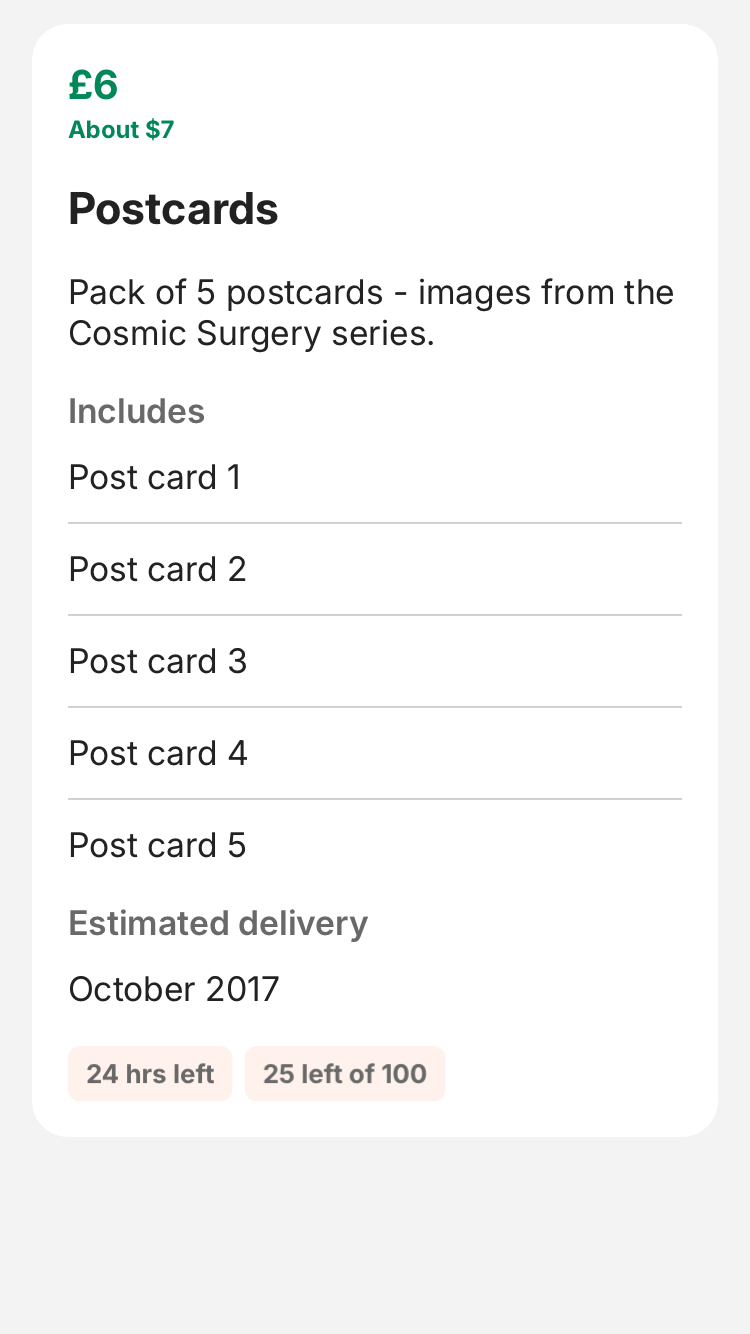 £6
About $7
Postcards
Pack of 5 postcards - images from the
Cosmic Surgery series.
Includes
Post card 1
Post card 2
Post card 3
Post card 4
Post card 5
Estimated delivery
October 2017
24 hrs left
25 left of 100